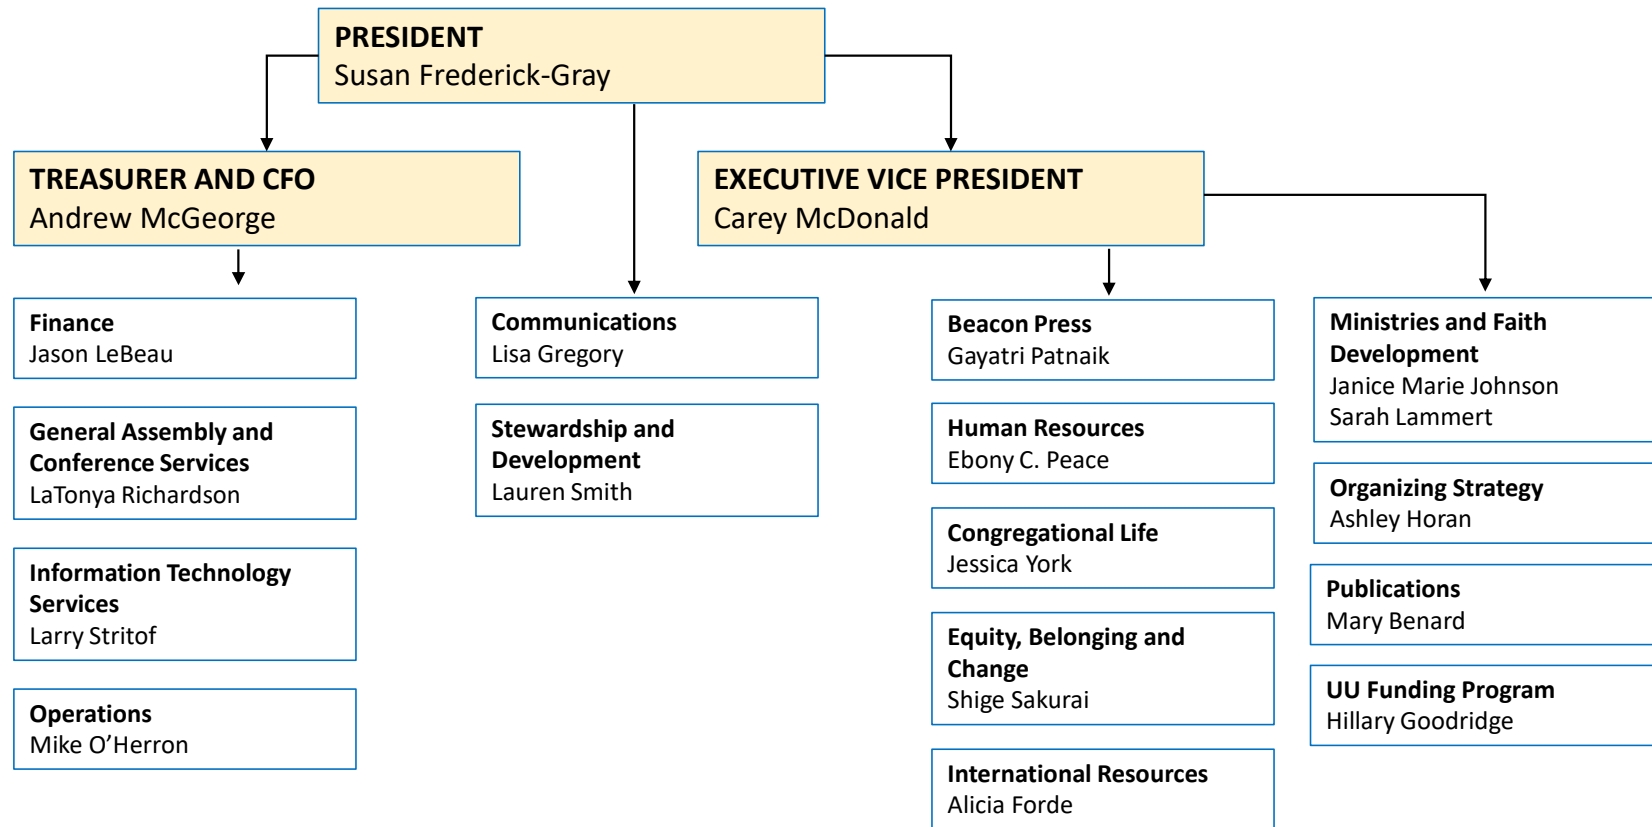 PRESIDENT
Susan Frederick-Gray
TREASURER AND CFO
Andrew McGeorge
EXECUTIVE VICE PRESIDENT
Carey McDonald
Finance
Jason LeBeau
General Assembly and
Conference Services
LaTonya Richardson
Information Technology
Services
Larry Stritof
Operations
Mike O’Herron
Communications
Lisa Gregory
Stewardship and
Development
Lauren Smith
Beacon Press
Gayatri Patnaik
Human Resources
Ebony C. Peace
Congregational Life
Jessica York
Equity, Belonging and
Change
Shige Sakurai
International Resources
Alicia Forde
Ministries and Faith
Development
Janice Marie Johnson
Sarah Lammert
Organizing Strategy
Ashley Horan
Publications
Mary Benard
UU Funding Program
Hillary Goodridge